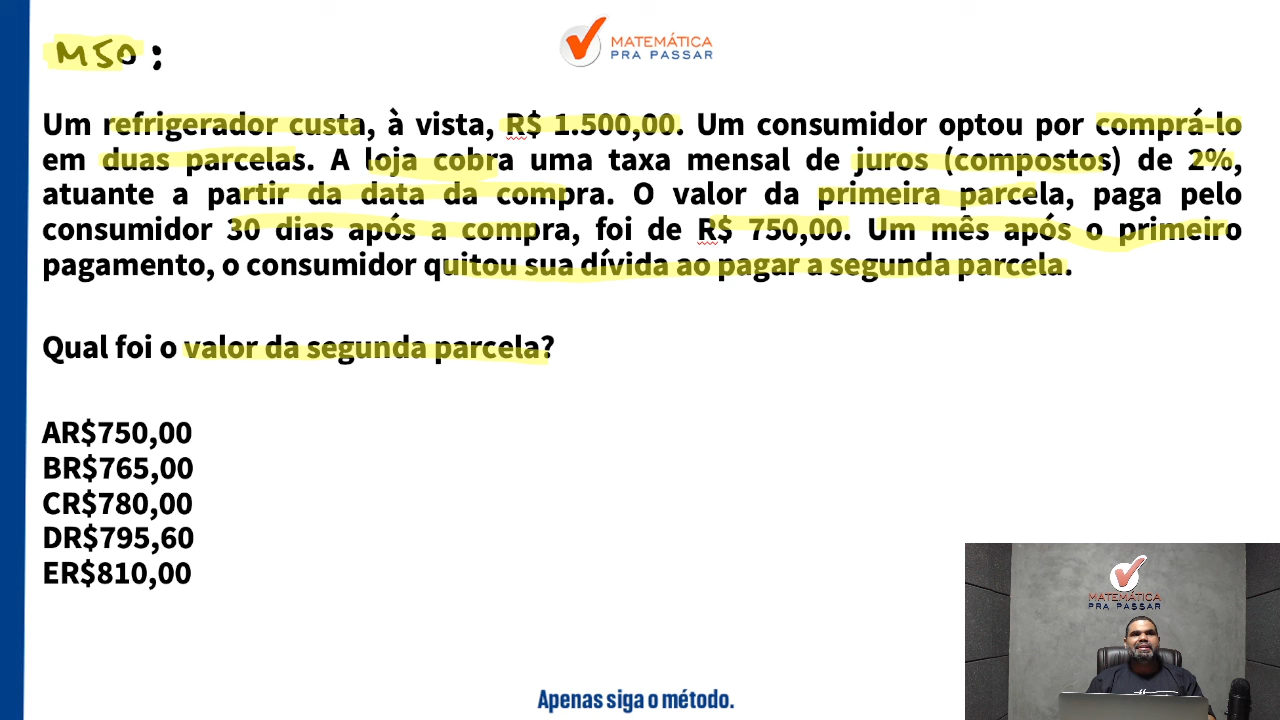 M50:
MATEMÁTICA
PRA PASSAR
Um refrigerador custa, à vista, R$ 1.500,00. Um consumidor optou por comprá-lo
em duas parcelas. A loja cobra uma taxa mensal de juros (compostos) de 2%,
atuante a partir da data da compra. O valor da primeira parcela, paga pelo
consumidor 30 dias após a compra, foi de R$ 750,00. Um mês após o primeiro
pagamento, o consumidor quitou sua dívida ao pagar a segunda parcela.
Qual foi o valor da segunda parcela?
AR$750,00
BR$765,00
CR$780,00
DR$795,60
ER$810,00
MATEMÁTICA
PRA PASSAR
Apenas siga o método.